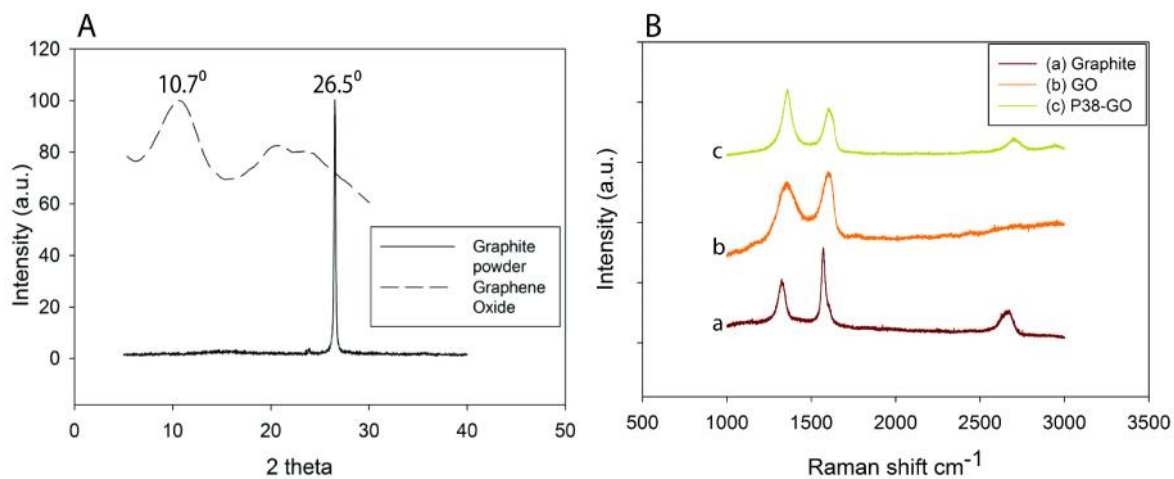 A
120
100
80
60
40
20
0
Intensity (a.u.)
10.7⁰
26.5⁰
Graphite
powder
Graphene
Oxide
0 10 20 30 40 50
2 theta
B
Intensity (a.u.)
(a) Graphite
(b) GO
(c) P38-GO
c
b
a
500 1000 1500 2000 2500 3000 3500
Raman shift cm⁻¹